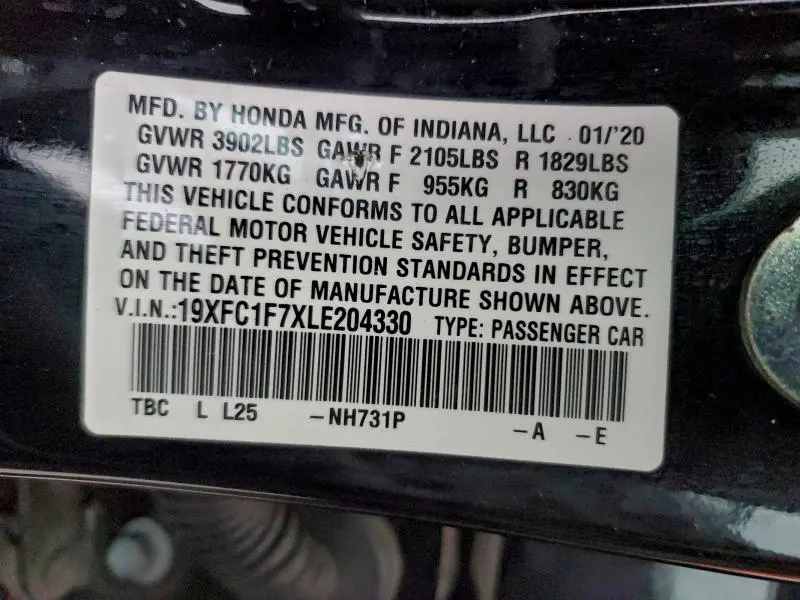 MFD. BY HONDA MFG. OF INDIANA, LLC 01/'20
GVWR 3902LBS GAWR F 2105LBS R 1829LBS
GVWR 1770KG GAWR F 955KG R 830KG
THIS VEHICLE CONFORMS TO ALL APPLICABLE
FEDERAL MOTOR VEHICLE SAFETY, BUMPER,
AND THEFT PREVENTION STANDARDS IN EFFECT
ON THE DATE OF MANUFACTURE SHOWN ABOVE.
V.I.N.:19XFC1F7XLE204330 TYPE: PASSENGER CAR
TBC L L25 -NH731P -A -E